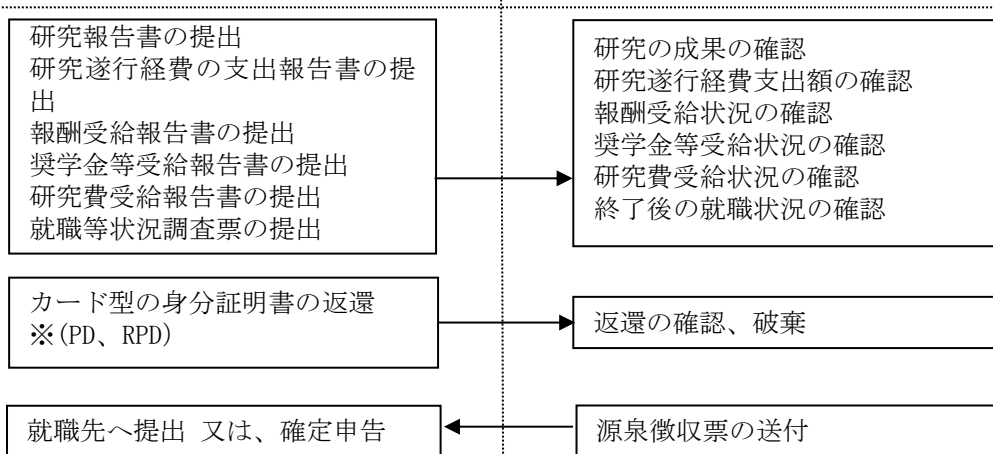 研究報告書の提出
研究遂行経費の支出報告書の提
出
報酬受給報告書の提出
奨学金等受給報告書の提出
研究費受給報告書の提出
就職等状況調査票の提出
研究の成果の確認
研究遂行経費支出額の確認
報酬受給状況の確認
奨学金等受給状況の確認
研究費受給状況の確認
終了後の就職状況の確認
カード型の身分証明書の返還
※(PD、RPD)
返還の確認、破棄
就職先へ提出 又は、確定申告
源泉徴収票の送付